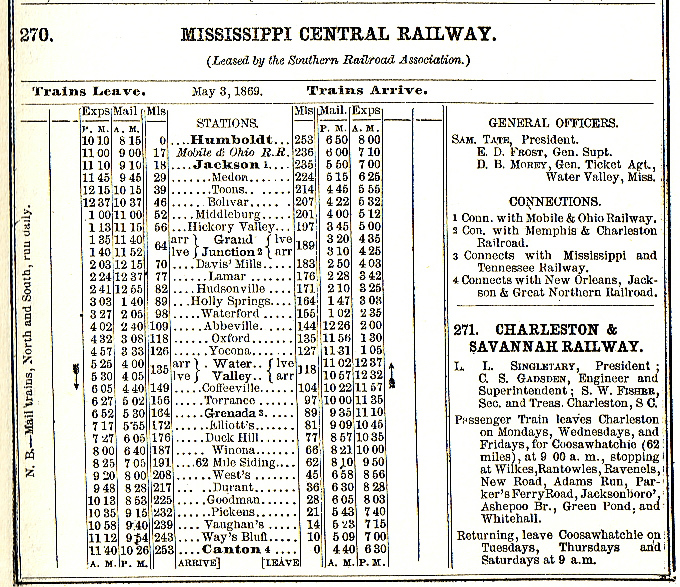 270.
MISSISSIPPI CENTRAL RAILWAY.
(Leased by the Southern Railroad Association.)
Trains Leave. May 3, 1869. Trains Arrive.
Exps Mail Mls STATIONS. Mls Mail. Exps
P. M. A. M. P. M. A. M.
10 10 8 15 0 ....Humboldt... 253 6 50 8 00
11 00 9 00 17 Mobile & Ohio R.R. 236 6 00 7 10
11 10 9 10 18 ....Jackson 1.... 235 5 50 7 00
11 45 9 45 29 ......Medon...... 224 5 15 6 25
12 15 10 15 39 ......Toons...... 214 4 45 5 55
12 37 10 37 46 ......Bolivar...... 207 4 22 5 32
1 00 11 00 52 ....Middleburg.... 201 4 00 5 12
1 13 11 15 56 ..Hickory Valley... 197 3 45 5 00
1 35 11 40 64 arr } Grand { lve 189 3 20 4 35
1 40 11 52 lve } Junction 2 { arr 3 10 4 25
2 03 12 15 70 ...Davis' Mills.... 183 2 50 4 03
2 24 12 37 77 ......Lamar...... 176 2 28 3 42
2 41 12 55 82 ....Hudsonville.... 171 2 10 3 25
3 03 1 40 89 ...Holly Springs.... 164 1 47 3 03
3 27 2 05 98 .....Waterford..... 155 1 02 2 35
4 02 2 40 109 .....Abbeville..... 144 12 26 2 00
4 32 3 08 118 ......Oxford...... 135 11 56 1 30
4 57 3 33 126 ......Yocona...... 127 11 31 1 05
5 25 4 00 135 arr } Water.. { lve 118 11 02 12 37
5 30 4 05 lve } Valley.. { arr 10 57 12 32
6 05 4 40 149 .....Coffeeville..... 104 10 22 11 57
6 27 5 02 156 .....Torrance..... 97 10 00 11 35
6 52 5 30 164 ....Grenada 3.... 89 9 35 11 10
7 17 5 55 172 .....Elliott's..... 81 9 09 10 45
7 27 6 05 176 ....Duck Hill.... 77 8 57 10 35
8 00 6 40 187 .....Winona..... 66 8 21 10 00
8 25 7 05 191 ..62 Mile Siding... 62 8 10 9 50
9 20 8 00 208 ......West's...... 45 6 58 8 56
9 48 8 28 217 ......Durant...... 36 6 30 8 28
10 13 8 53 225 .....Goodman..... 28 6 05 8 03
10 35 9 15 232 .....Pickens..... 21 5 43 7 40
10 58 9 40 239 ....Vaughan's.... 14 5 23 7 15
11 12 9 54 243 ...Way's Bluff.... 10 5 09 7 00
11 40 10 26 253 ....Canton 4.... 0 4 40 6 30
A. M. P. M. ARRIVE] [LEAVE A. M. P. M.
N. B.—Mail trains, North and South, run daily.
GENERAL OFFICERS.
SAM. TATE, President.
E. D. FROST, Gen. Supt.
D. B. MOREY, Gen. Ticket Agt.,
Water Valley, Miss.
CONNECTIONS.
1 Conn. with Mobile & Ohio Railway.
2 Con. with Memphis & Charleston
Railroad.
3 Connects with Mississippi and
Tennessee Railway.
4 Connects with New Orleans, Jack-
son & Great Northern Railroad.
271. CHARLESTON &
SAVANNAH RAILWAY.
L. L. SINGLETARY, President ;
C. S. GADSDEN, Engineer and
Superintendent ; S. W. FISHER,
Sec. and Treas. Charleston, S C.
Passenger Train leaves Charleston
on Mondays, Wednesdays, and
Fridays, for Coosawhatchie (62
miles), at 9 00 a. m., stopping
at Wilkes, Rantowles, Ravenels,
New Road, Adams Run, Par-
ker's Ferry Road, Jacksonboro',
Ashepoo Br., Green Pond, and
Whitehall.
Returning, leave Coosawhatchie on
Tuesdays, Thursdays and
Saturdays at 9 a.m.